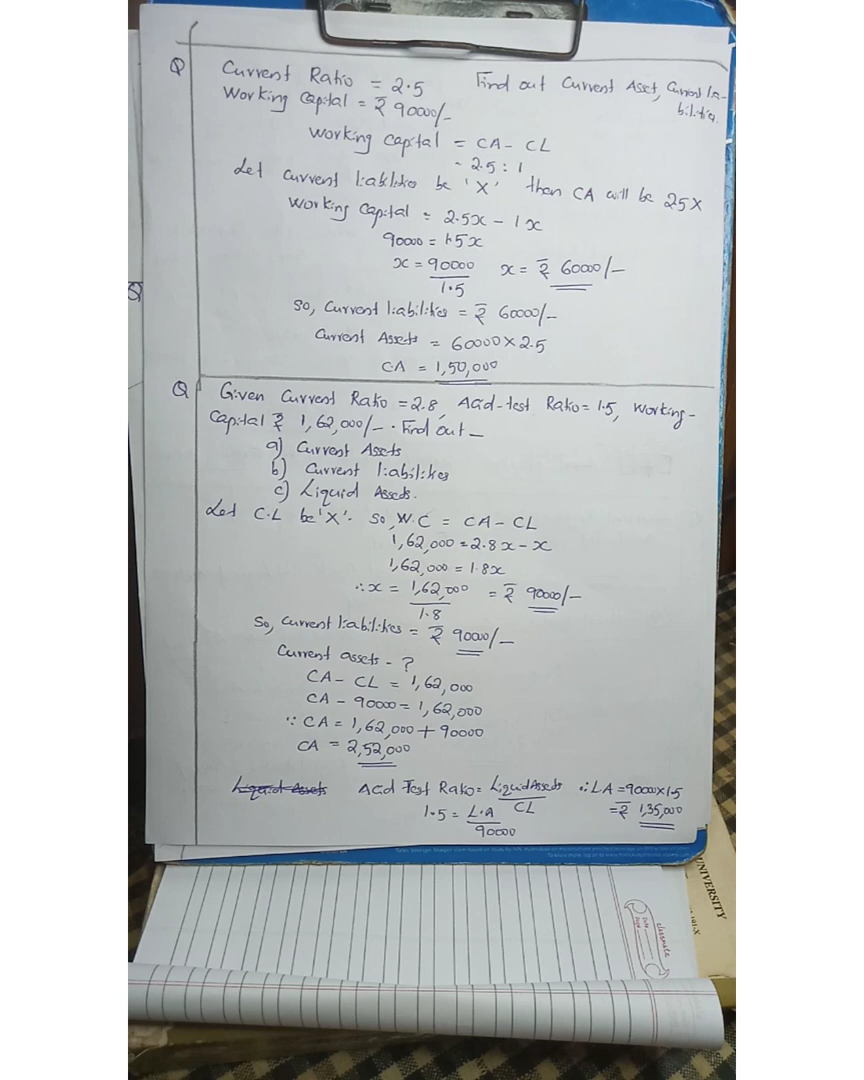 Q Current Ratio = 2.5 Find out Current Asset, Current lia-
bilities.
Working Capital = ₹ 90000/-
Working Capital = CA - CL
- 2.5 : 1
Let Current liablities be 'X' then CA will be 2.5X
Working Capital = 2.5x - 1x
90000 = 1.5x
x = 90000/1.5 x = ₹ 60000/-
So, Current liabilities = ₹ 60000/-
Current Assets = 60000 × 2.5
CA = 1,50,000
Q Given Current Ratio = 2.8, Acid-test Ratio = 1.5, Working-
Capital ₹ 1,62,000/-. Find out -
a) Current Assets
b) Current liabilities
c) Liquid Assets.
Let C.L be 'X'. So, W.C = CA - CL
1,62,000 = 2.8x - x
1,62,000 = 1.8x
∴ x = 1,62,000/1.8 = ₹ 90000/-
So, Current liabilities = ₹ 90000/-
Current assets - ?
CA - CL = 1,62,000
CA - 90000 = 1,62,000
∵ CA = 1,62,000 + 90000
CA = 2,52,000
Liquid Assets Acid Test Ratio = Liquid Assets/CL ∴ LA = 90000 × 1.5
1.5 = L.A/90000 = ₹ 1,35,000
UNIVERSITY
classmate
Date
Page